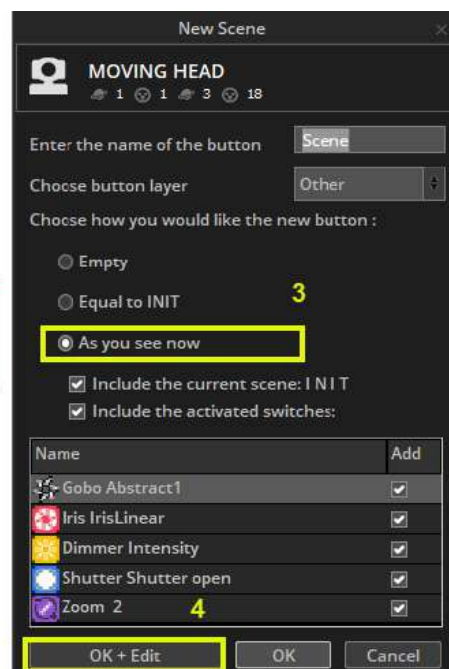 New Scene
MOVING HEAD
1 1 3 18
Enter the name of the button Scene
Choose button layer Other
Choose how you would like the new button :
Empty
Equal to INIT
3
As you see now
Include the current scene: I N I T
Include the activated switches:
Name Add
Gobo Abstract1
Iris IrisLinear
Dimmer Intensity
Shutter Shutter open
Zoom 2
4
OK + Edit OK Cancel